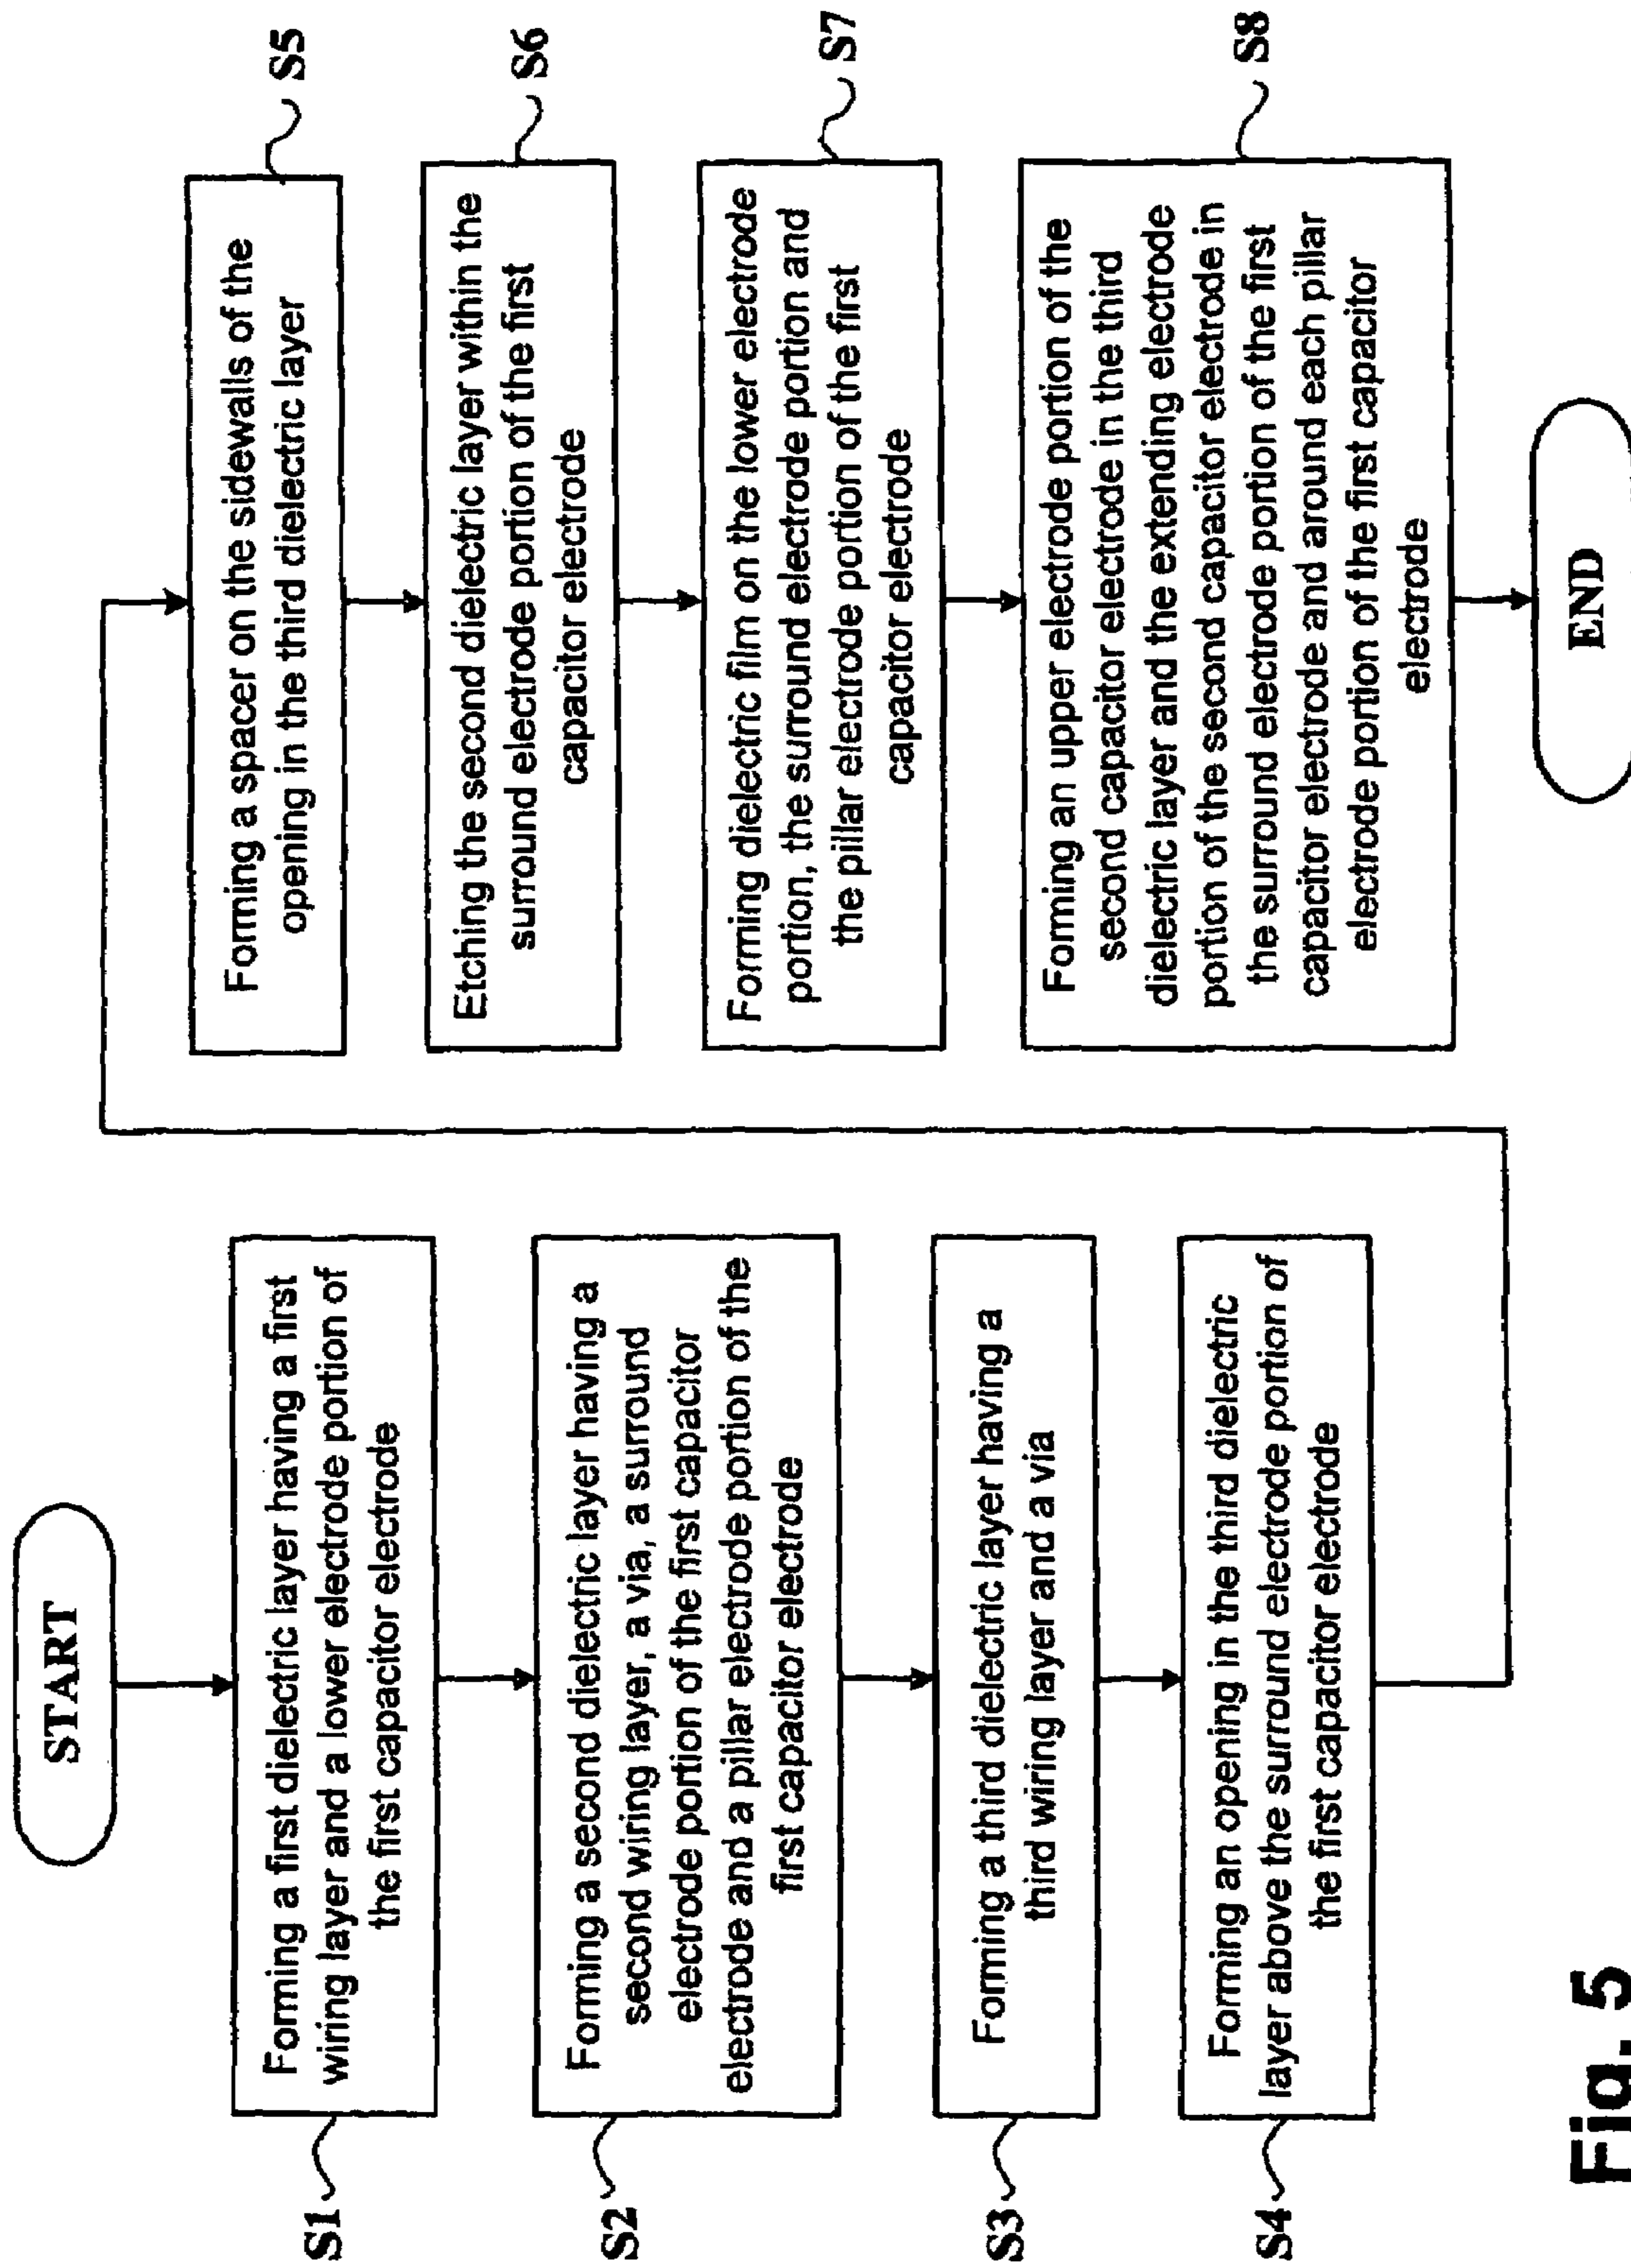 START
S1
Forming a first dielectric layer having a first
wiring layer and a lower electrode portion of
the first capacitor electrode
S2
Forming a second dielectric layer having a
second wiring layer, a via, a surround
electrode portion of the first capacitor
electrode and a pillar electrode portion of the
first capacitor electrode
S3
Forming a third dielectric layer having a
third wiring layer and a via
S4
Forming an opening in the third dielectric
layer above the surround electrode portion of
the first capacitor electrode
S5
Forming a spacer on the sidewalls of the
opening in the third dielectric layer
S6
Etching the second dielectric layer within the
surround electrode portion of the first
capacitor electrode
S7
Forming dielectric film on the lower electrode
portion, the surround electrode portion and
the pillar electrode portion of the first
capacitor electrode
S8
Forming an upper electrode portion of the
second capacitor electrode in the third
dielectric layer and the extending electrode
portion of the second capacitor electrode in
the surround electrode portion of the first
capacitor electrode and around each pillar
electrode portion of the first capacitor
electrode
END
Fig. 5